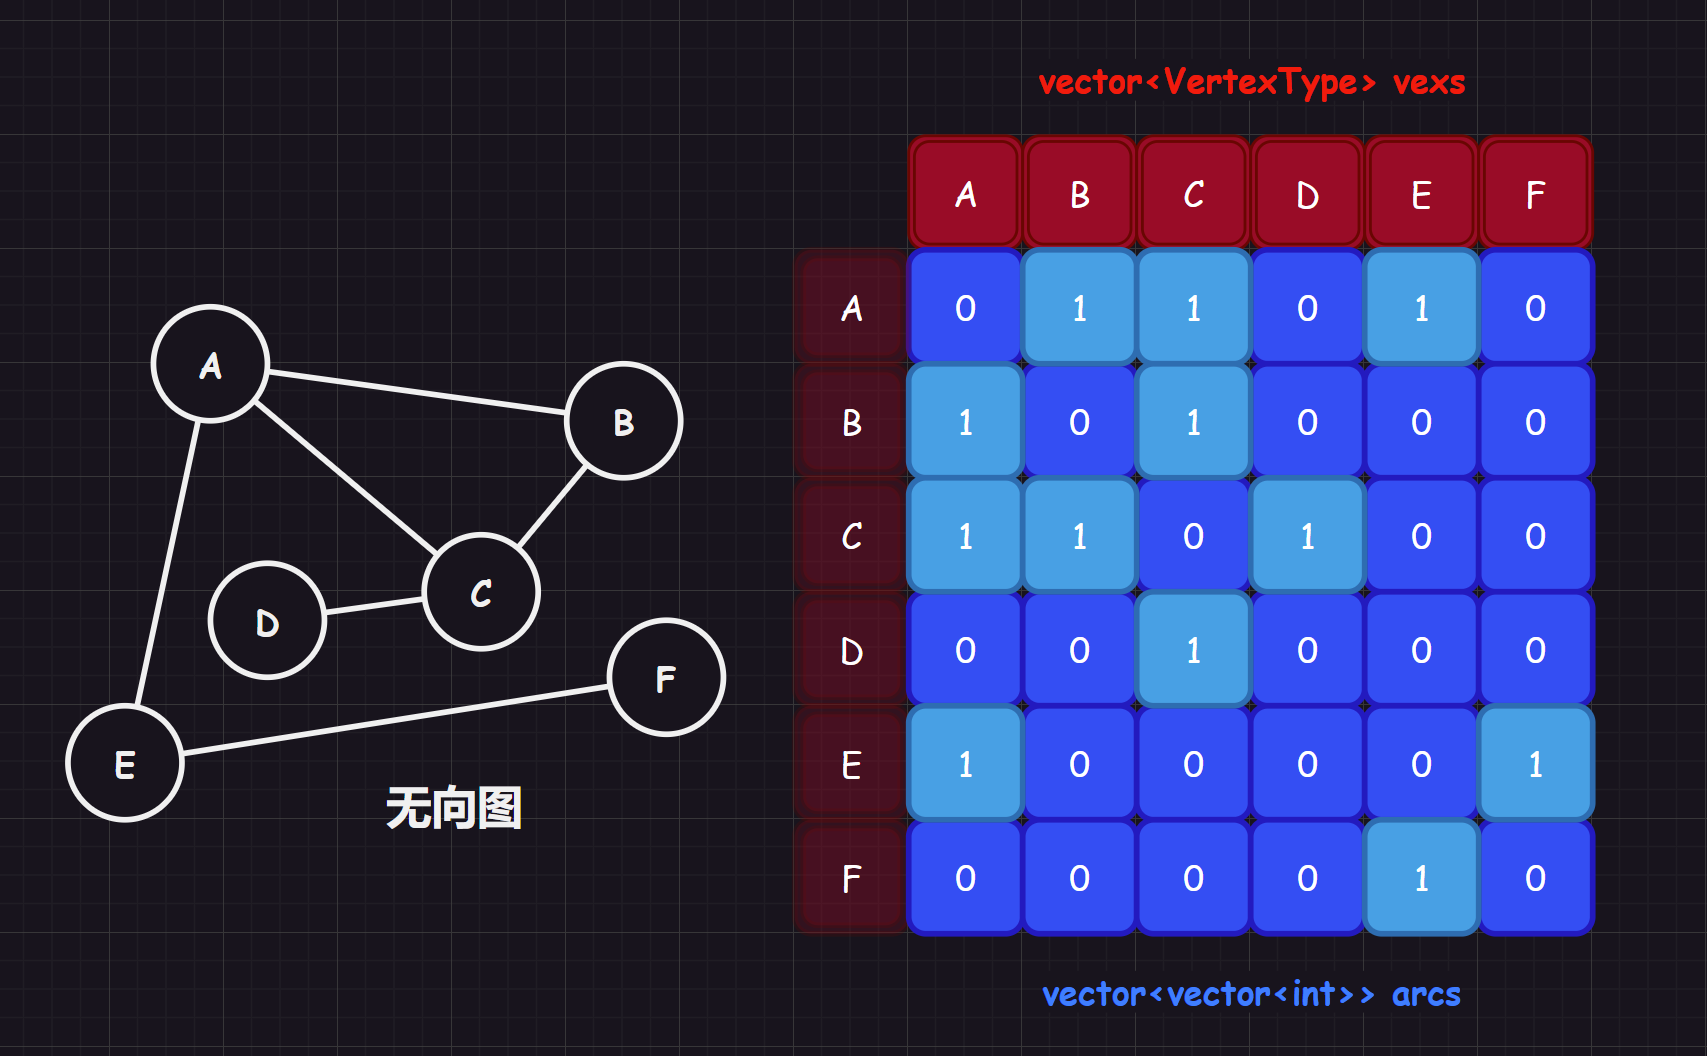 vector<VertexType> vexs
A B C D E F
A 0 1 1 0 1 0
B 1 0 1 0 0 0
C 1 1 0 1 0 0
D 0 0 1 0 0 0
E 1 0 0 0 0 1
F 0 0 0 0 1 0
vector<vector<int>> arcs
A
B
C
D
F
E
无向图